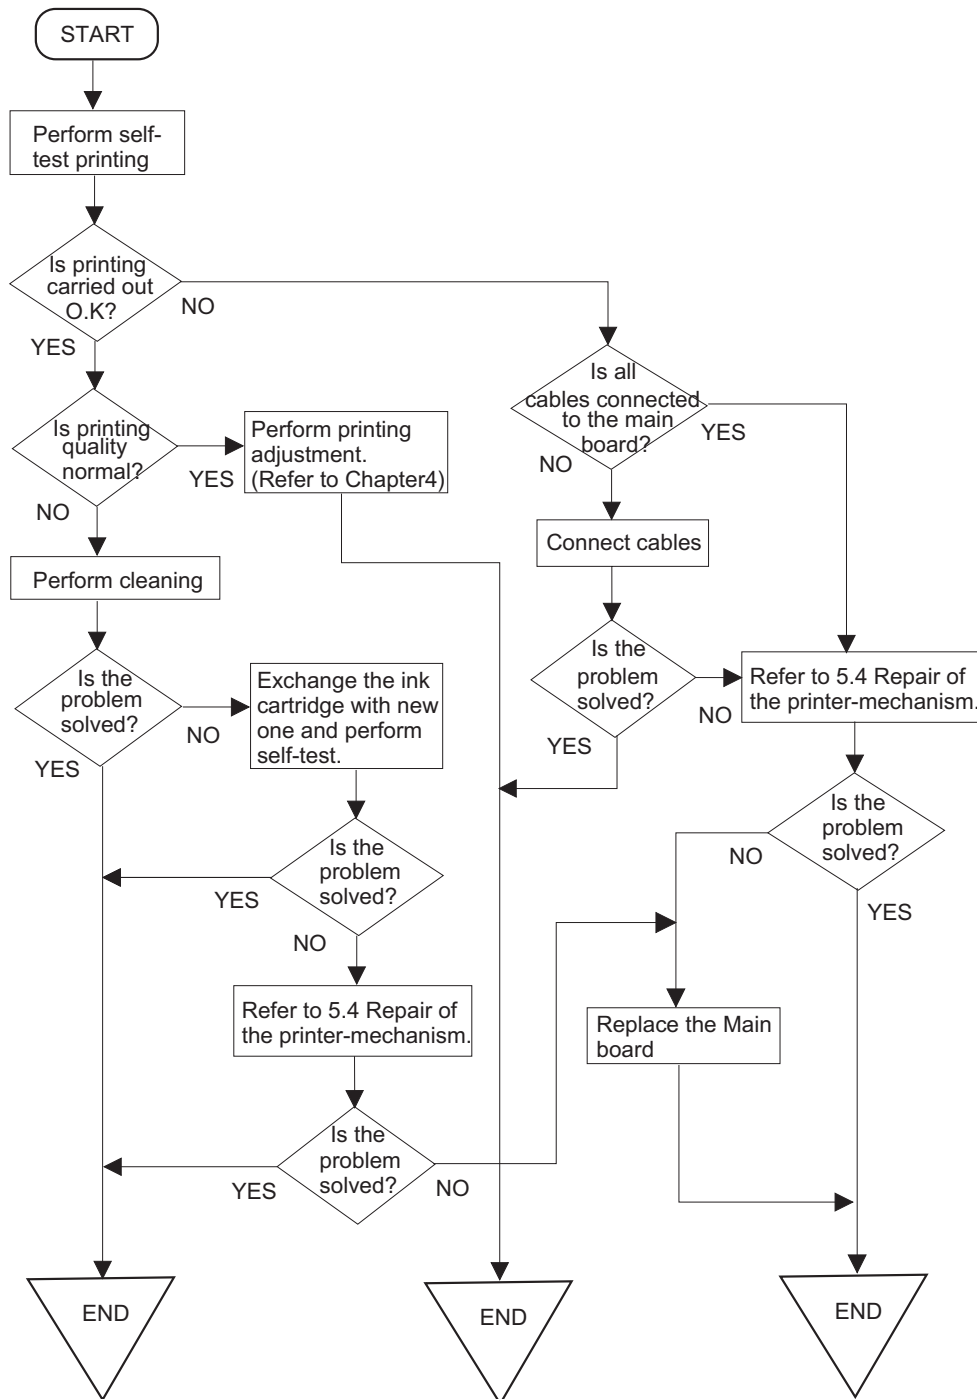 START
Perform self-
test printing
Is printing
carried out
O.K?
NO
YES
Is all
cables connected
to the main
board?
YES
NO
Is printing
quality
normal?
YES
NO
Perform printing
adjustment.
(Refer to Chapter4)
Connect cables
Perform cleaning
Is the
problem
solved?
NO
YES
Exchange the ink
cartridge with new
one and perform
self-test.
Is the
problem
solved?
NO
YES
Refer to 5.4 Repair of
the printer-mechanism.
Is the
problem
solved?
NO
YES
Is the
problem
solved?
YES
NO
Refer to 5.4 Repair of
the printer-mechanism.
Replace the Main
board
Is the
problem
solved?
YES
NO
END
END
END